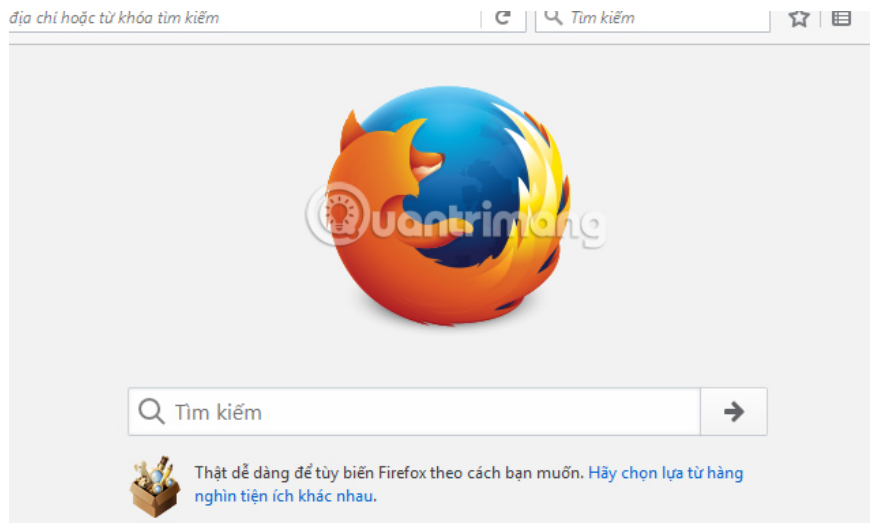 địa chỉ hoặc từ khóa tìm kiếm
Tìm kiếm
Quantrimang
Tìm kiếm
Thật dễ dàng để tùy biến Firefox theo cách bạn muốn. Hãy chọn lựa từ hàng
nghìn tiện ích khác nhau.